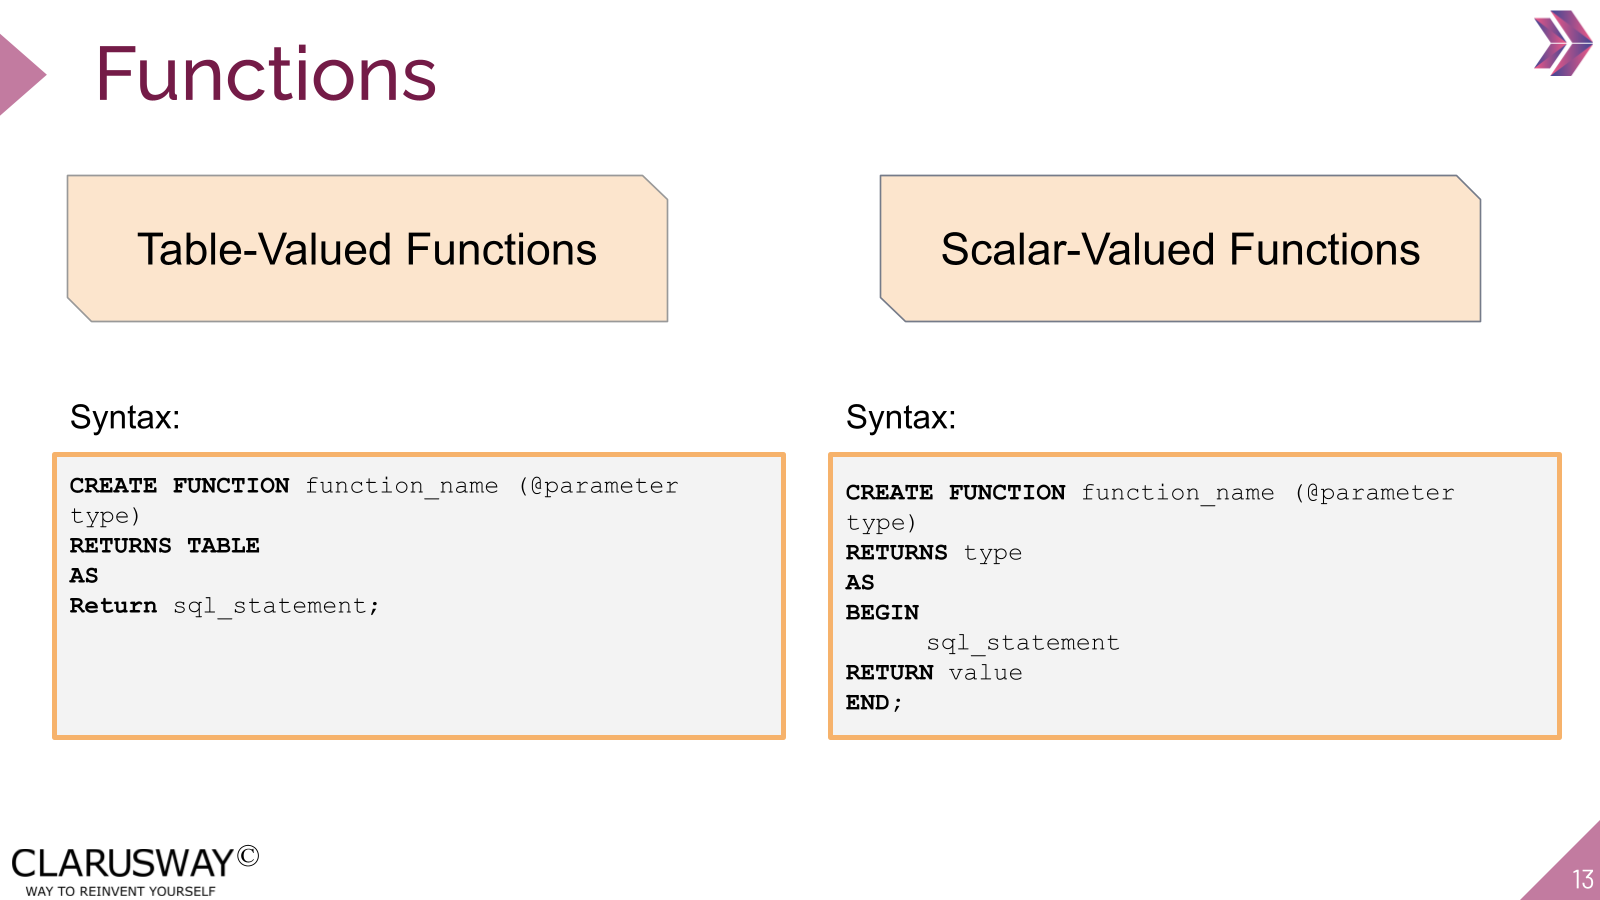 Functions
Table-Valued Functions
Scalar-Valued Functions
Syntax:
CREATE FUNCTION function_name (@parameter
type)
RETURNS TABLE
AS
Return sql_statement;
Syntax:
CREATE FUNCTION function_name (@parameter
type)
RETURNS type
AS
BEGIN
sql_statement
RETURN value
END;
CLARUSWAY©
WAY TO REINVENT YOURSELF
13